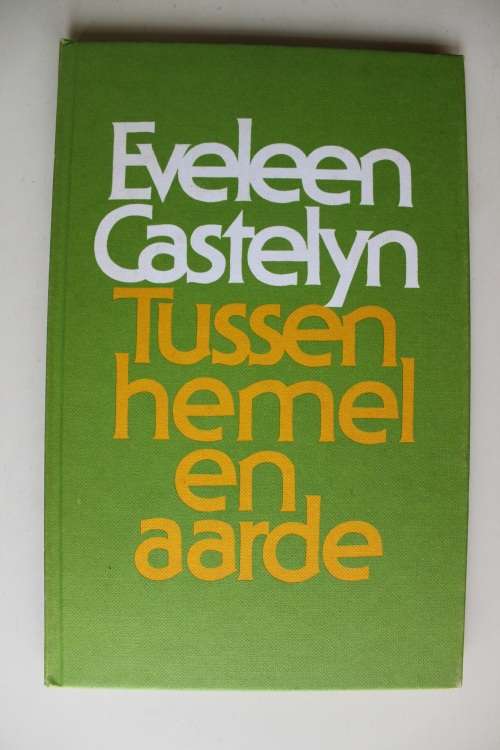 Eveleen
Castelyn
Tussen
hemel
en
aarde